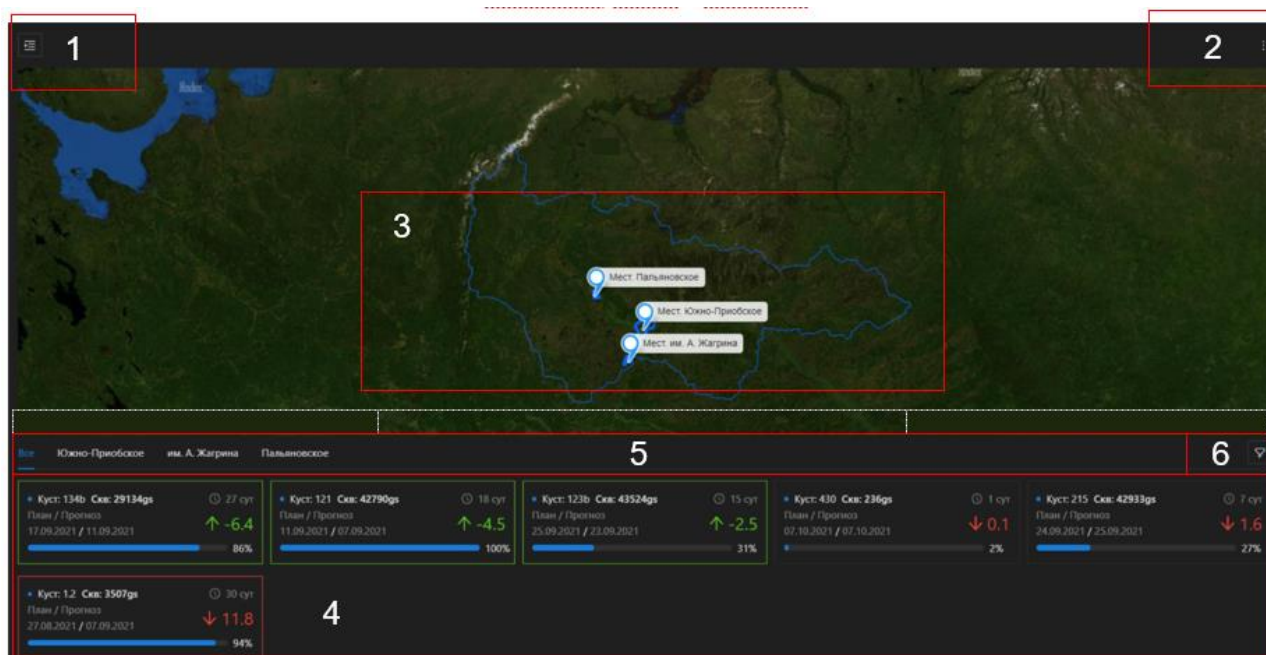 1
2
3
Мест. Пальяновское
Мест. Южно-Приобское
Мест. им. А. Жагрина
Все Южно-Приобское им. А. Жагрина Пальяновское 5 6
• Куст: 134b Скв: 29134gs 27 сут
План / Прогноз
17.09.2021 / 11.09.2021 ↑ -6.4
86%
• Куст: 121 Скв: 42790gs 18 сут
План / Прогноз
11.09.2021 / 07.09.2021 ↑ -4.5
100%
• Куст: 123b Скв: 43524gs 15 сут
План / Прогноз
25.09.2021 / 23.09.2021 ↑ -2.5
31%
• Куст: 430 Скв: 236gs 1 сут
План / Прогноз
07.10.2021 / 07.10.2021 ↓ 0.1
2%
• Куст: 215 Скв: 42933gs 7 сут
План / Прогноз
24.09.2021 / 25.09.2021 ↓ 1.6
27%
• Куст: 1.2 Скв: 3507gs 30 сут
План / Прогноз
27.08.2021 / 07.09.2021 ↓ 11.8
94%
4